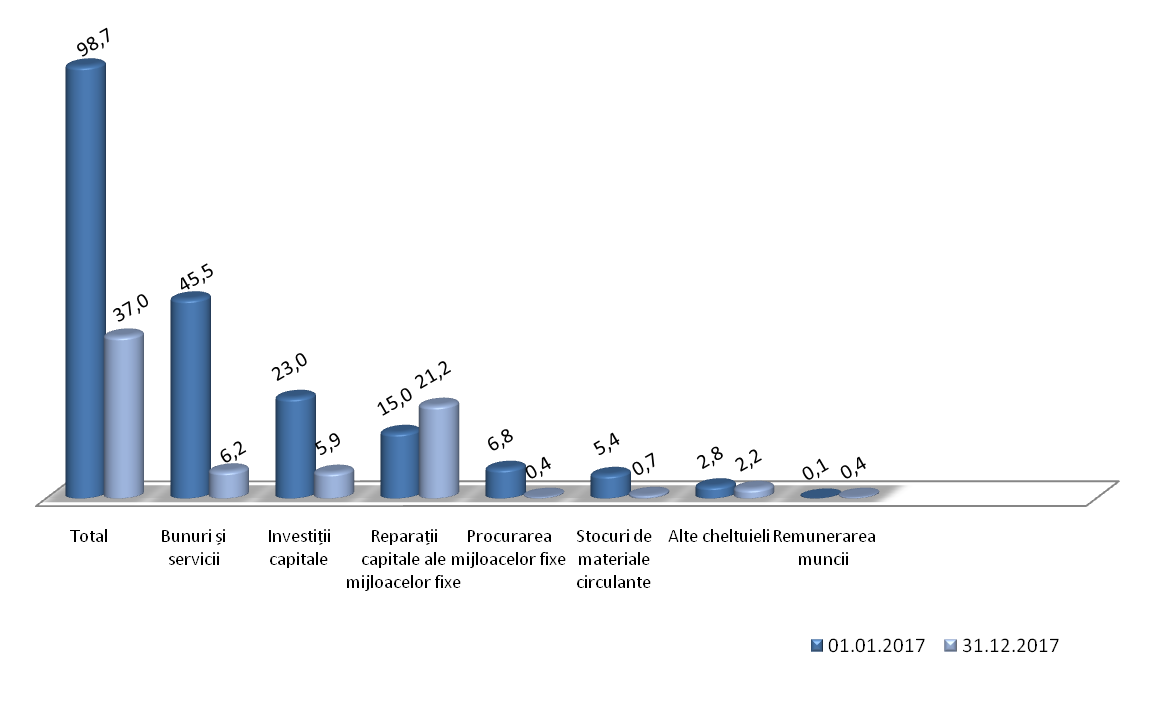 98,7
37,0
45,5
6,2
23,0
5,9
15,0
21,2
6,8
0,4
5,4
0,7
2,8
2,2
0,1
0,4
Total
Bunuri și
servicii
Investiții
capitale
Reparații
capitale ale
mijloacelor fixe
Procurarea
mijloacelor fixe
Stocuri de
materiale
circulante
Alte cheltuieli
Remunerarea
muncii
01.01.2017
31.12.2017